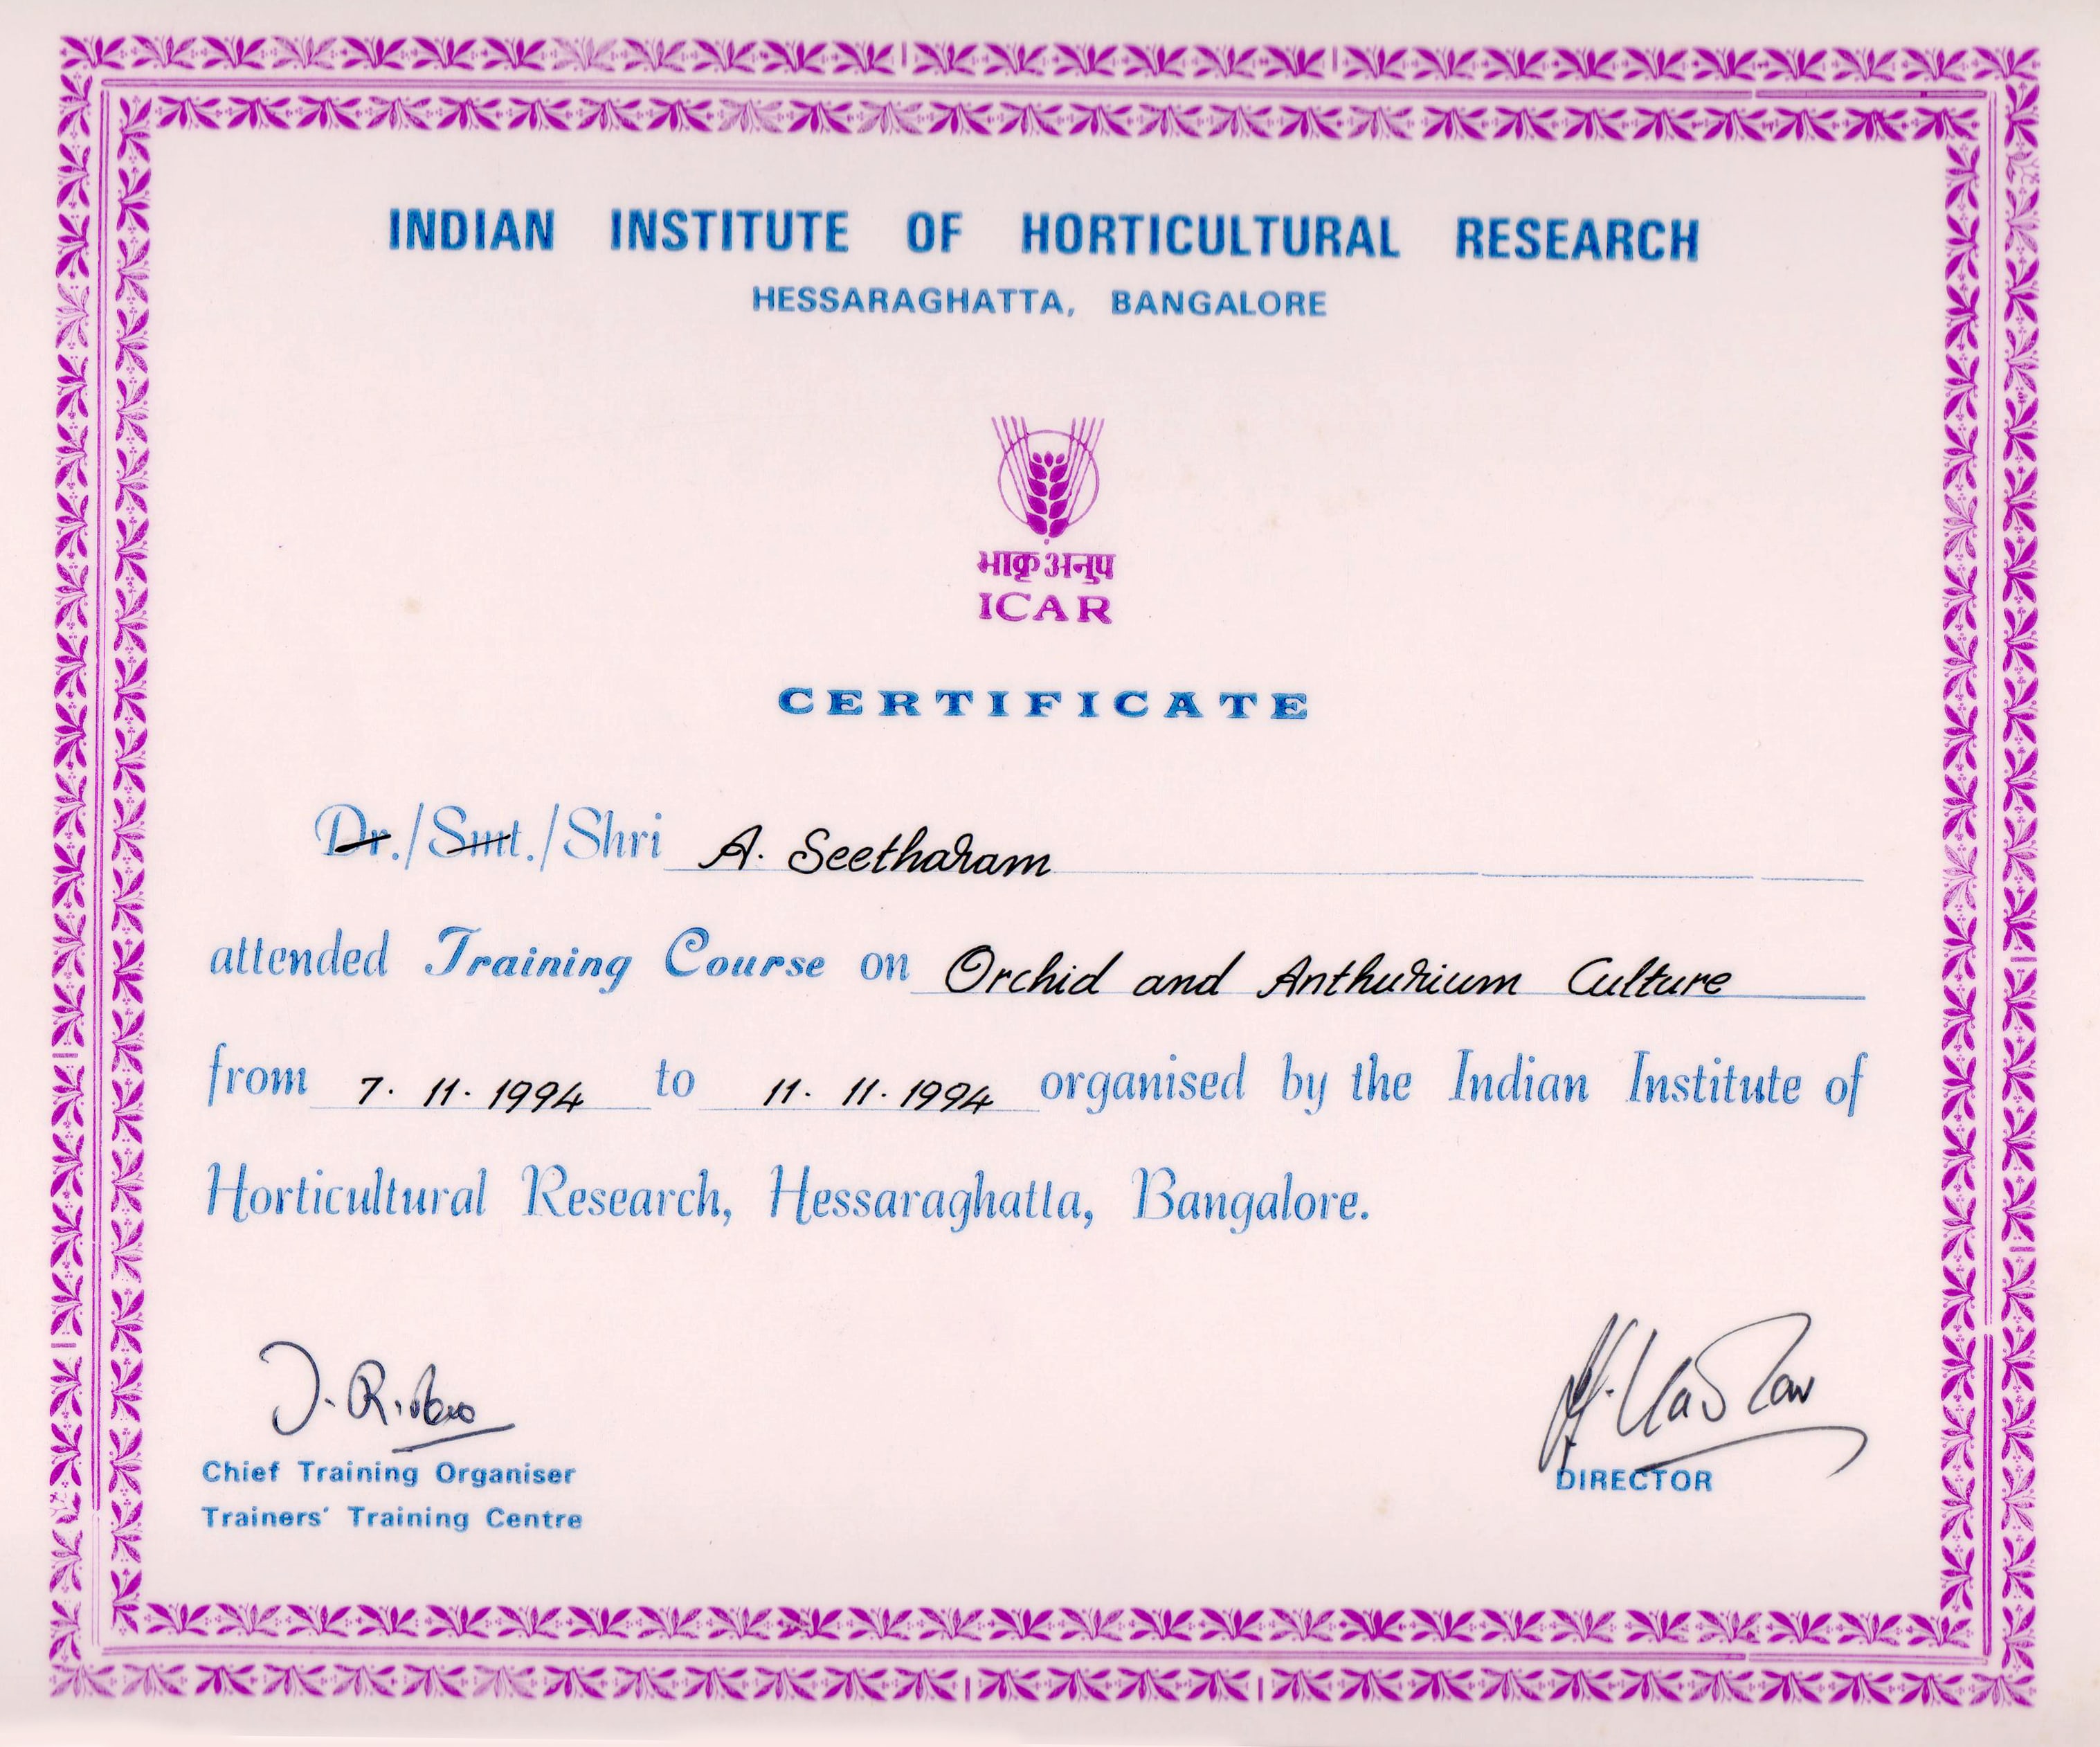 INDIAN INSTITUTE OF HORTICULTURAL RESEARCH
HESSARAGHATTA, BANGALORE
भाकृअनुप
ICAR
CERTIFICATE
Dr./Smt./Shri A. Seetharam
attended Training Course on Orchid and Anthurium Culture
from 7. 11. 1994 to 11. 11. 1994 organised by the Indian Institute of
Horticultural Research, Hessaraghatta, Bangalore.
Chief Training Organiser
Trainers' Training Centre
DIRECTOR